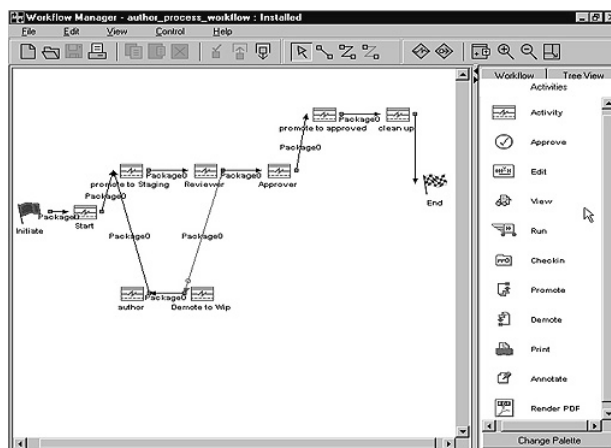 Workflow Manager - author_process_workflow : Installed
File Edit View Control Help
Workflow Tree View
Activities
Activity
Approve
Edit
View
Run
Checkin
Promote
Demote
Print
Annotate
Render PDF
Change Palette
promote to approved Package0 clean up
Package0
promote to Staging Package0 Reviewer Package0 Approver
Package0
End
Initiate Package0 Start
Package0 Package0
author Package0 Demote to Wip